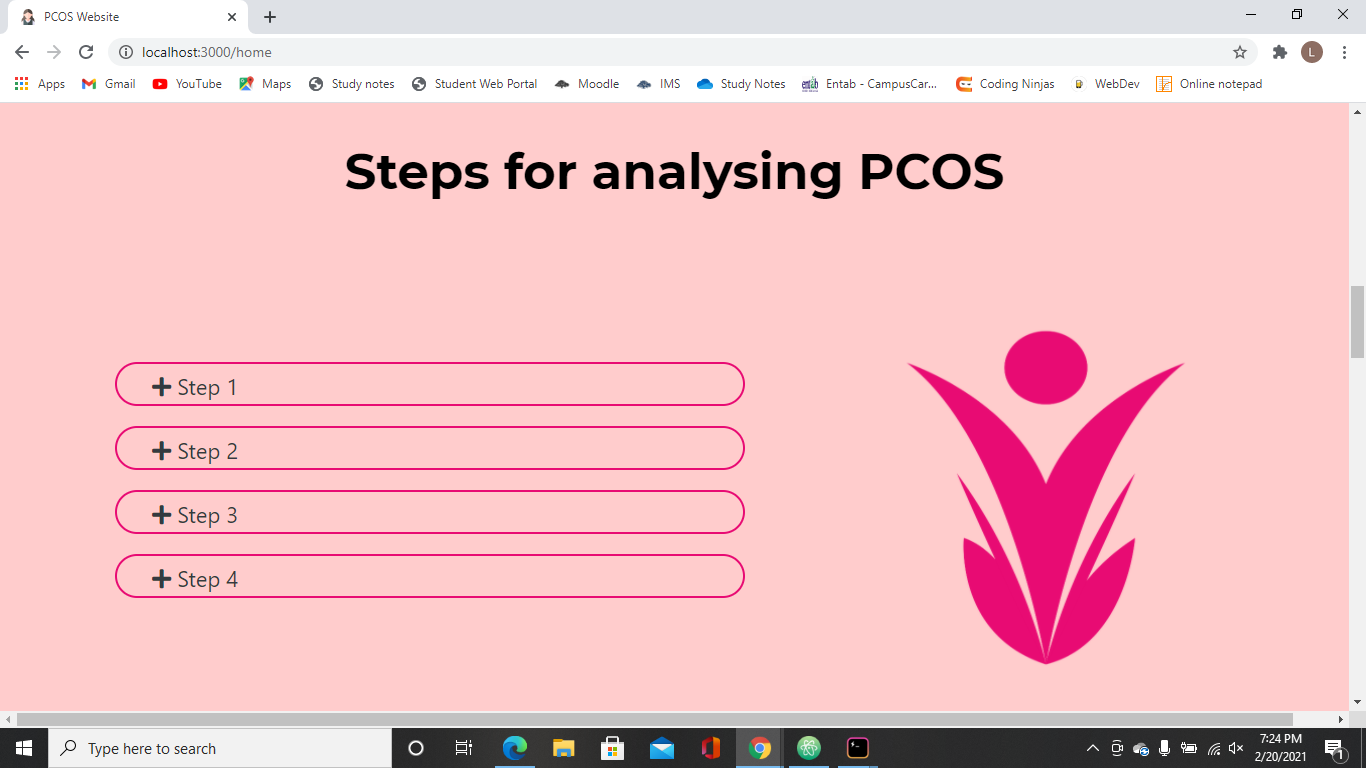 PCOS Website
localhost:3000/home
L
Apps
Gmail
YouTube
Maps
Study notes
Student Web Portal
Moodle
IMS
Study Notes
Entab - CampusCar...
Coding Ninjas
WebDev
Online notepad
Steps for analysing PCOS
Step 1
Step 2
Step 3
Step 4
Type here to search
7:24 PM
2/20/2021
1